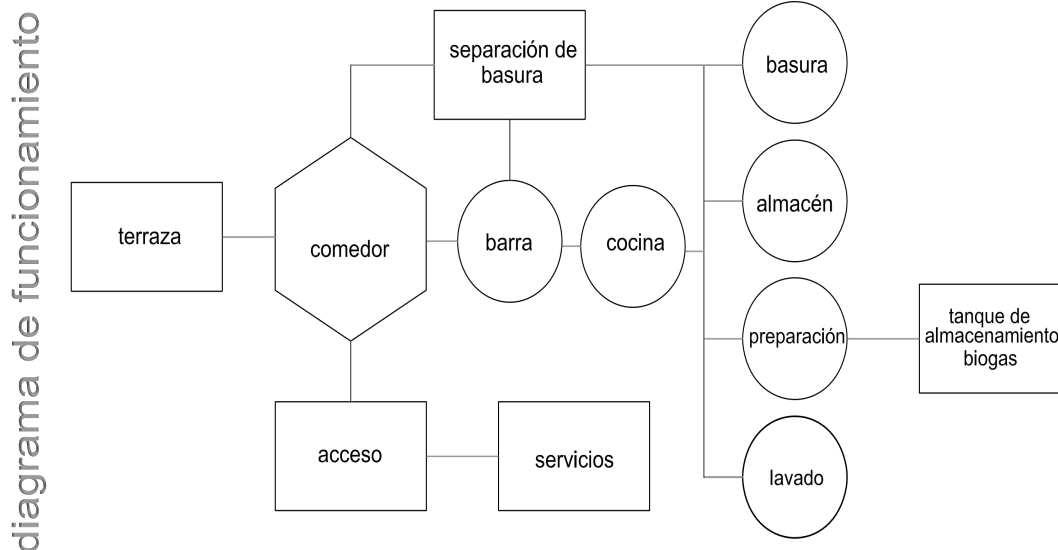 diagrama de funcionamiento
separación de
basura
basura
almacén
terraza
comedor
barra
cocina
preparación
tanque de
almacenamiento
biogas
acceso
servicios
lavado